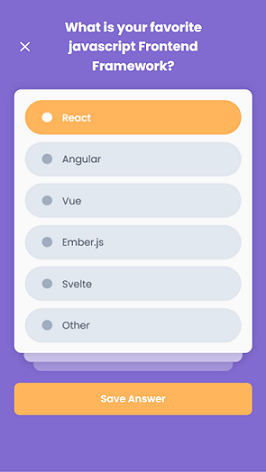 What is your favorite
javascript Frontend
Framework?
React
Angular
Vue
Ember.js
Svelte
Other
Save Answer